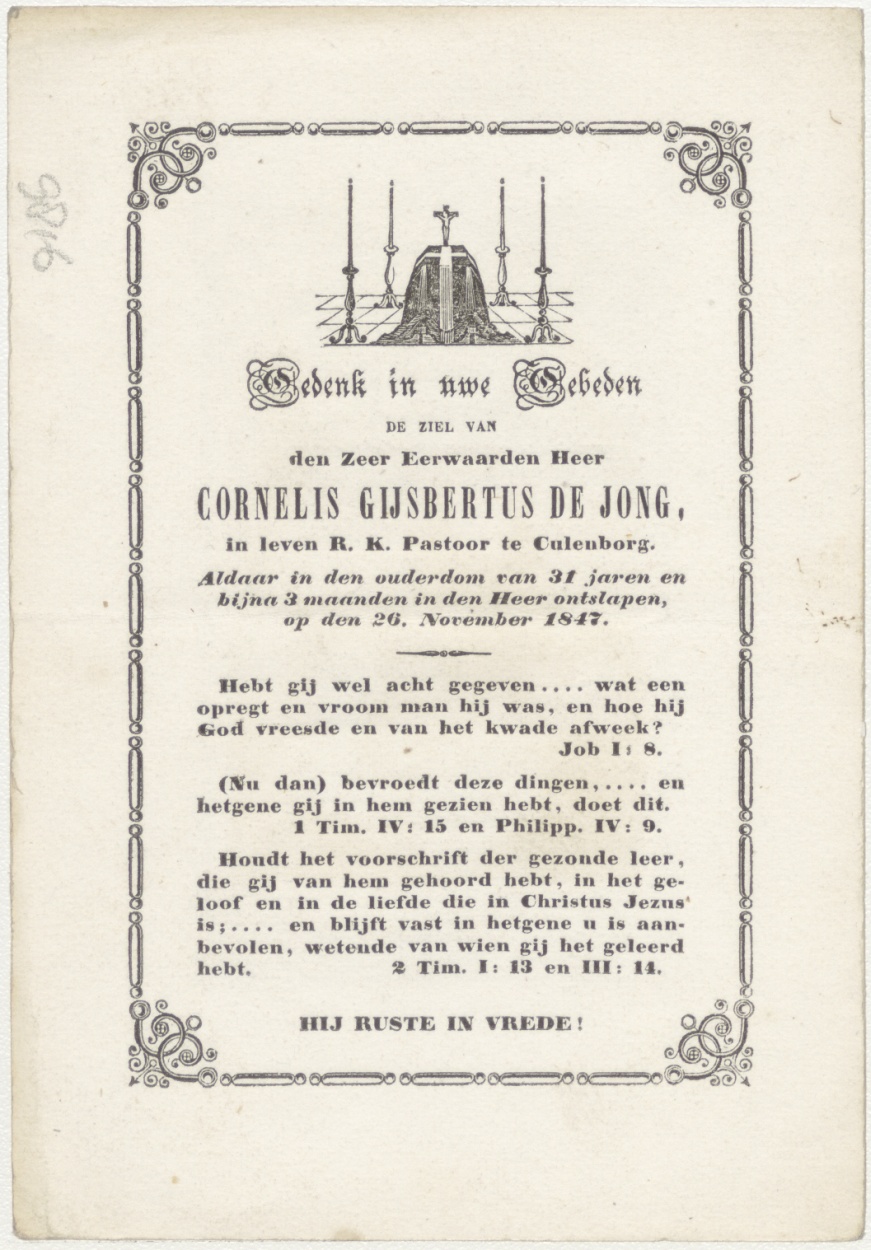 9816
Gedenk in uwe Gebeden
DE ZIEL VAN
den Zeer Eerwaarden Heer
CORNELIS GIJSBERTUS DE JONG,
in leven R. K. Pastoor te Culenborg.
Aldaar in den ouderdom van 31 jaren en
bijna 3 maanden in den Heer ontslapen,
op den 26. November 1847.
Hebt gij wel acht gegeven.... wat een
opregt en vroom man hij was, en hoe hij
God vreesde en van het kwade afweek?
Job I: 8.
(Nu dan) bevroedt deze dingen,.... en
hetgene gij in hem gezien hebt, doet dit.
1 Tim. IV: 15 en Philipp. IV: 9.
Houdt het voorschrift der gezonde leer,
die gij van hem gehoord hebt, in het ge-
loof en in de liefde die in Christus Jezus
is;.... en blijft vast in hetgene u is aan-
bevolen, wetende van wien gij het geleerd
hebt. 2 Tim. I: 13 en III: 14.
HIJ RUSTE IN VREDE!